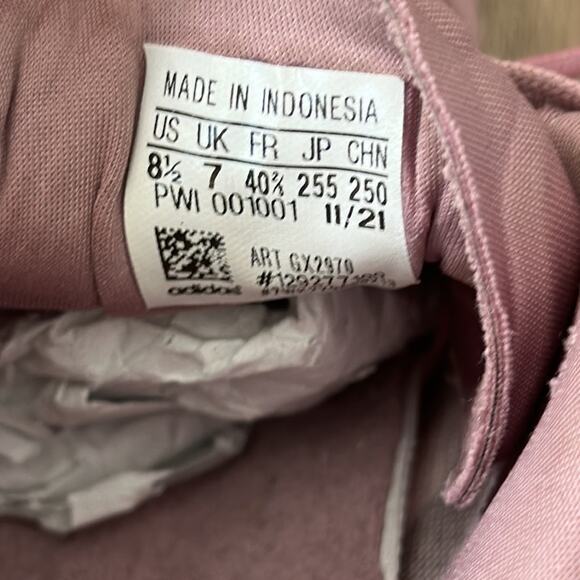 MADE IN INDONESIA
US UK FR JP CHN
8½ 7 40⅔ 255 250
PWI 001001 11/21
ART GX2970
adidas